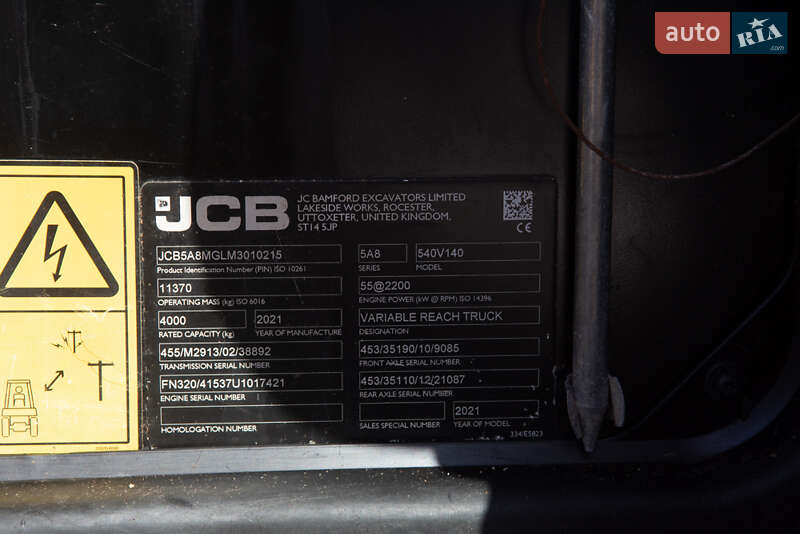 auto RIA .com
JCB
JC BAMFORD EXCAVATORS LIMITED
LAKESIDE WORKS, ROCESTER,
UTTOXETER, UNITED KINGDOM,
ST14 5JP
CE
JCB5A8MGLM3010215
Product Identification Number (PIN) ISO 10261
5A8 540V140
SERIES MODEL
11370
OPERATING MASS (kg) ISO 6016
55@2200
ENGINE POWER (kW @ RPM) ISO 14396
4000 2021
RATED CAPACITY (kg) YEAR OF MANUFACTURE
VARIABLE REACH TRUCK
DESIGNATION
455/M2913/02/38892
TRANSMISSION SERIAL NUMBER
453/35190/10/9085
FRONT AXLE SERIAL NUMBER
FN320/41537U1017421
ENGINE SERIAL NUMBER
453/35110/12/21087
REAR AXLE SERIAL NUMBER
HOMOLOGATION NUMBER
2021
SALES SPECIAL NUMBER YEAR OF MODEL
334/E5823